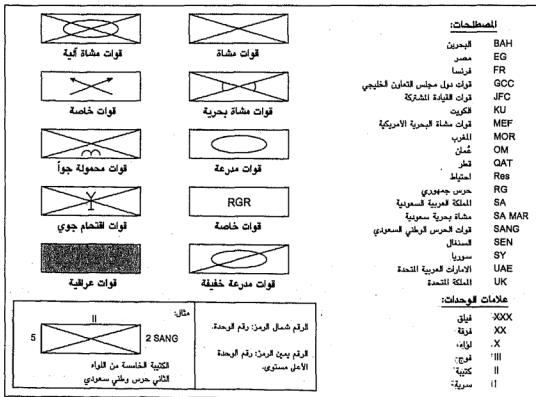 المصطلحات:
BAH البحرين
EG مصر
FR فرنسا
GCC قوات دول مجلس التعاون الخليجي
JFC قوات القيادة المشتركة
KU الكويت
MEF قوات مشاة البحرية الامريكية
MOR المغرب
OM عُمان
QAT قطر
Res احتياط
RG حرس جمهوري
SA المملكة العربية السعودية
SA MAR مشاة بحرية سعودية
SANG قوات الحرس الوطني السعودي
SEN السنغال
SY سوريا
UAE الامارات العربية المتحدة
UK المملكة المتحدة
علامات الوحدات:
XXX فيلق
XX فرقة
X لواء
III فوج
II كتيبة
I سرية
قوات مشاة
قوات مشاة آلية
قوات مشاة بحرية
قوات خاصة
قوات مدرعة
قوات محمولة جواً
RGR
قوات خاصة
قوات اقتحام جوي
قوات مدرعة خفيفة
قوات عراقية
الرقم شمال الرمز: رقم الوحدة.
الرقم يمين الرمز: رقم الوحدة
الأعلى مستوى.
مثال:
II
5
2 SANG
الكتيبة الخامسة من اللواء
الثاني حرس وطني سعودي